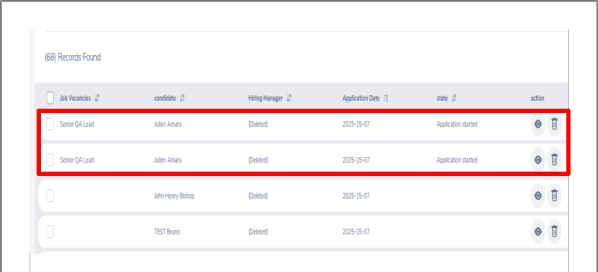 (68) Records Found
Job Vacancies candidate Hiring Manager Application Date state action
Senior QA Lead Julien Amara (Deleted) 2025-15-07 Application started
Senior QA Lead Julien Amara (Deleted) 2025-15-07 Application started
John Henry Bishop (Deleted) 2025-15-07
TEST Bruno (Deleted) 2025-15-07